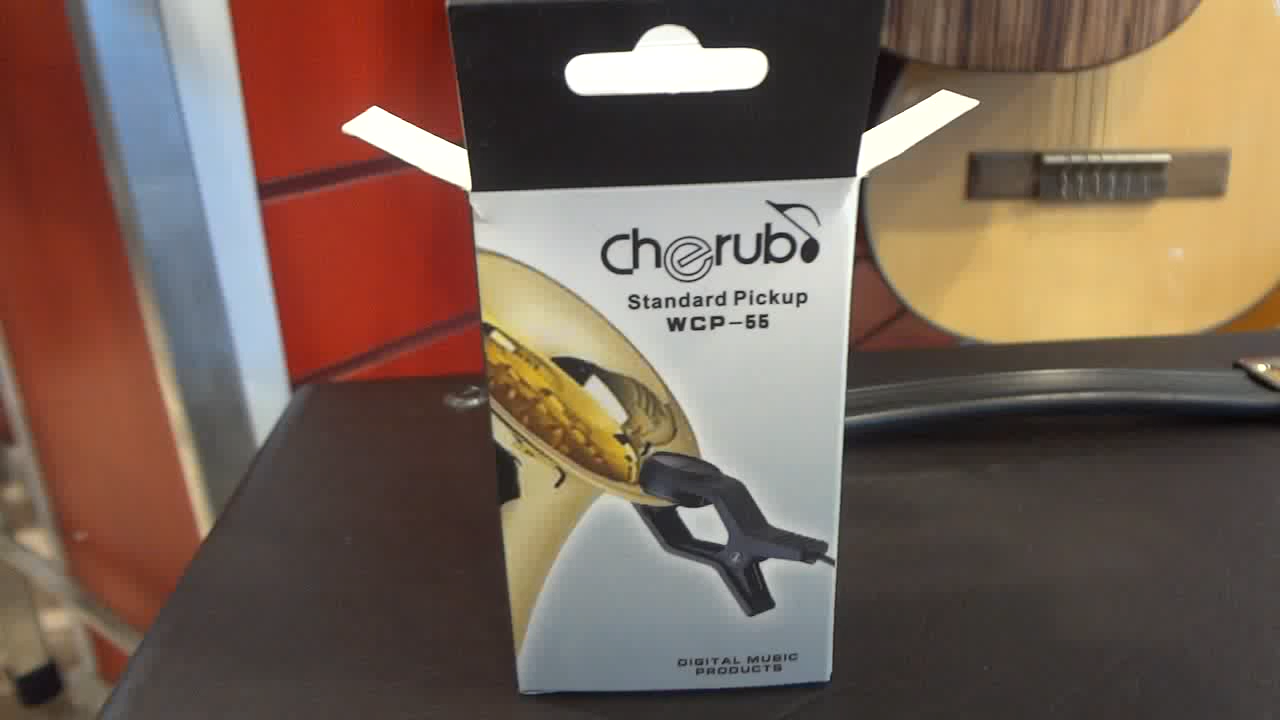 Cherub
Standard Pickup
WCP-55
DIGITAL MUSIC
PRODUCTS